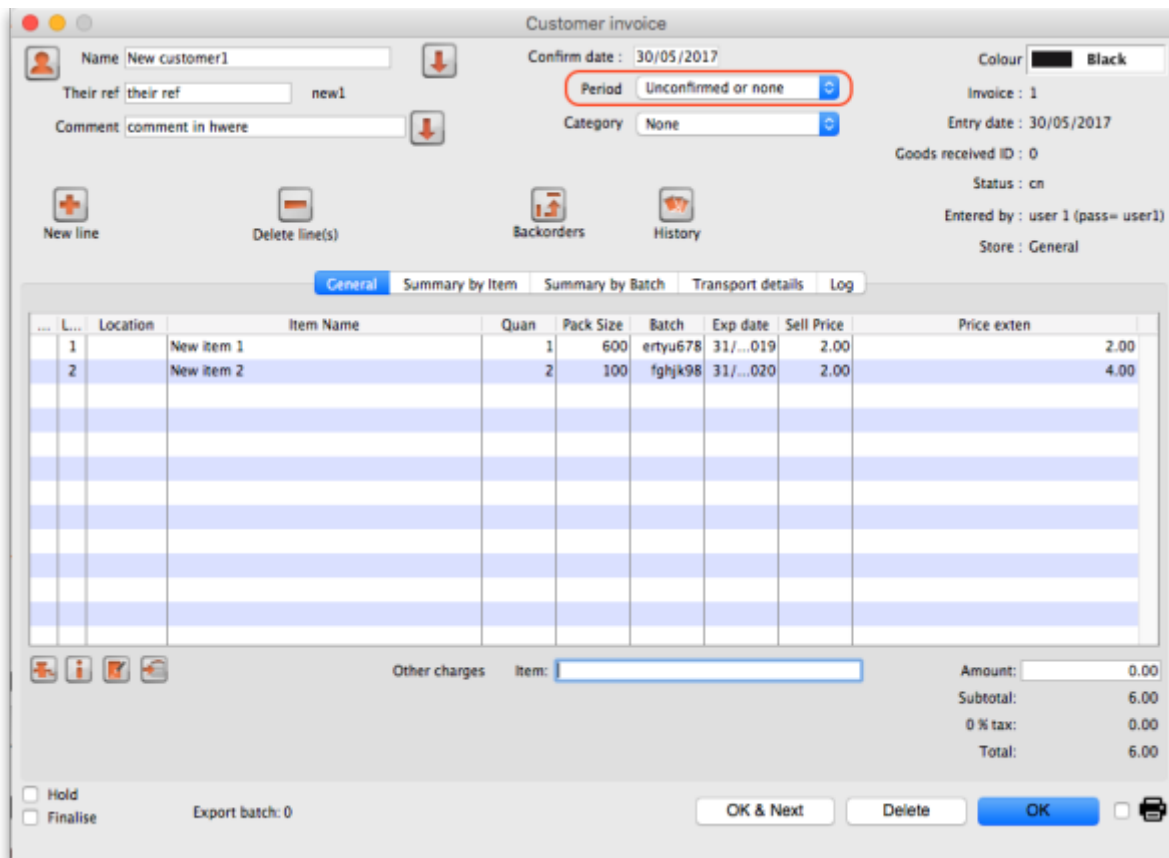 Customer invoice
Name New customer1
Confirm date : 30/05/2017
Colour Black
Their ref their ref new1
Period Unconfirmed or none
Invoice : 1
Comment comment in hwere
Category None
Entry date : 30/05/2017
Goods received ID : 0
Status : cn
New line Delete line(s) Backorders History
Entered by : user 1 (pass= user1)
Store : General
General Summary by Item Summary by Batch Transport details Log
... L... Location Item Name Quan Pack Size Batch Exp date Sell Price Price exten
1 New item 1 1 600 ertyu678 31/...019 2.00 2.00
2 New item 2 2 100 fghjk98 31/...020 2.00 4.00
Other charges Item: Amount: 0.00
Subtotal: 6.00
0 % tax: 0.00
Total: 6.00
Hold
Finalise
Export batch: 0
OK & Next Delete OK